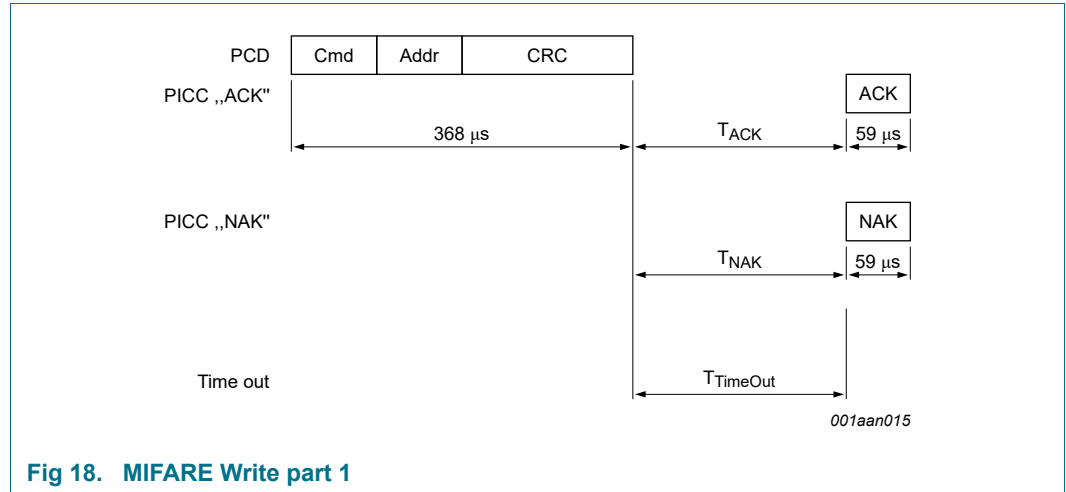 PCD Cmd Addr CRC
PICC ,,ACK" ACK
368 μs TACK 59 μs
PICC ,,NAK" NAK
TNAK 59 μs
Time out TTimeOut
001aan015
Fig 18. MIFARE Write part 1